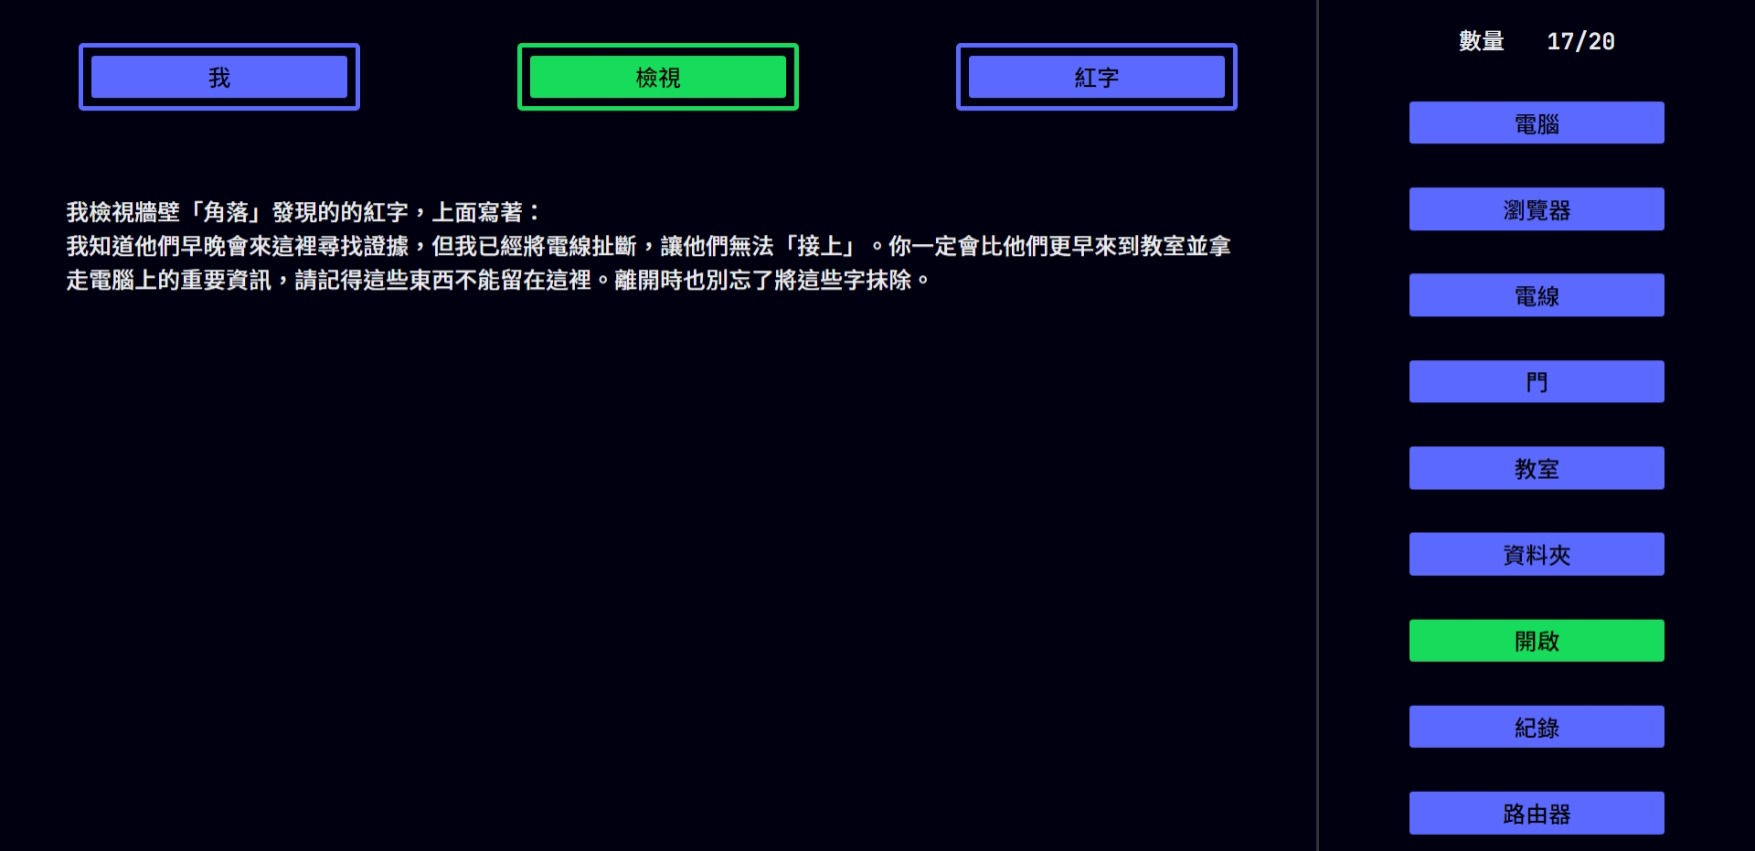 我
檢視
紅字
我檢視牆壁「角落」發現的的紅字，上面寫著：
我知道他們早晚會來這裡尋找證據，但我已經將電線扯斷，讓他們無法「接上」。你一定會比他們更早來到教室並拿
走電腦上的重要資訊，請記得這些東西不能留在這裡。離開時也別忘了將這些字抹除。
數量 17/20
電腦
瀏覽器
電線
門
教室
資料夾
開啟
紀錄
路由器